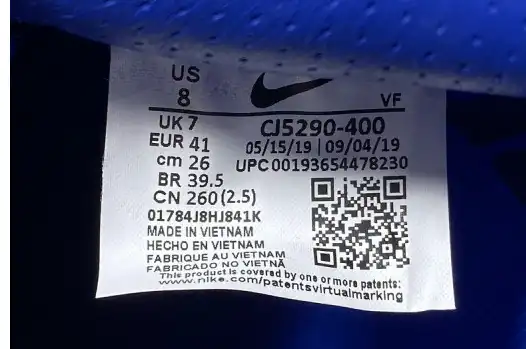 US
8
VF
UK 7
CJ5290-400
EUR 41
05/15/19 | 09/04/19
cm 26
UPC00193654478230
BR 39.5
CN 260 (2.5)
01784J8HJ841K
MADE IN VIETNAM
HECHO EN VIETNAM
FABRIQUE AU VIETNAM
FABRICADO NO VIETNÃ
This product is covered by one or more patents:
www.nike.com/patentsvirtualmarking